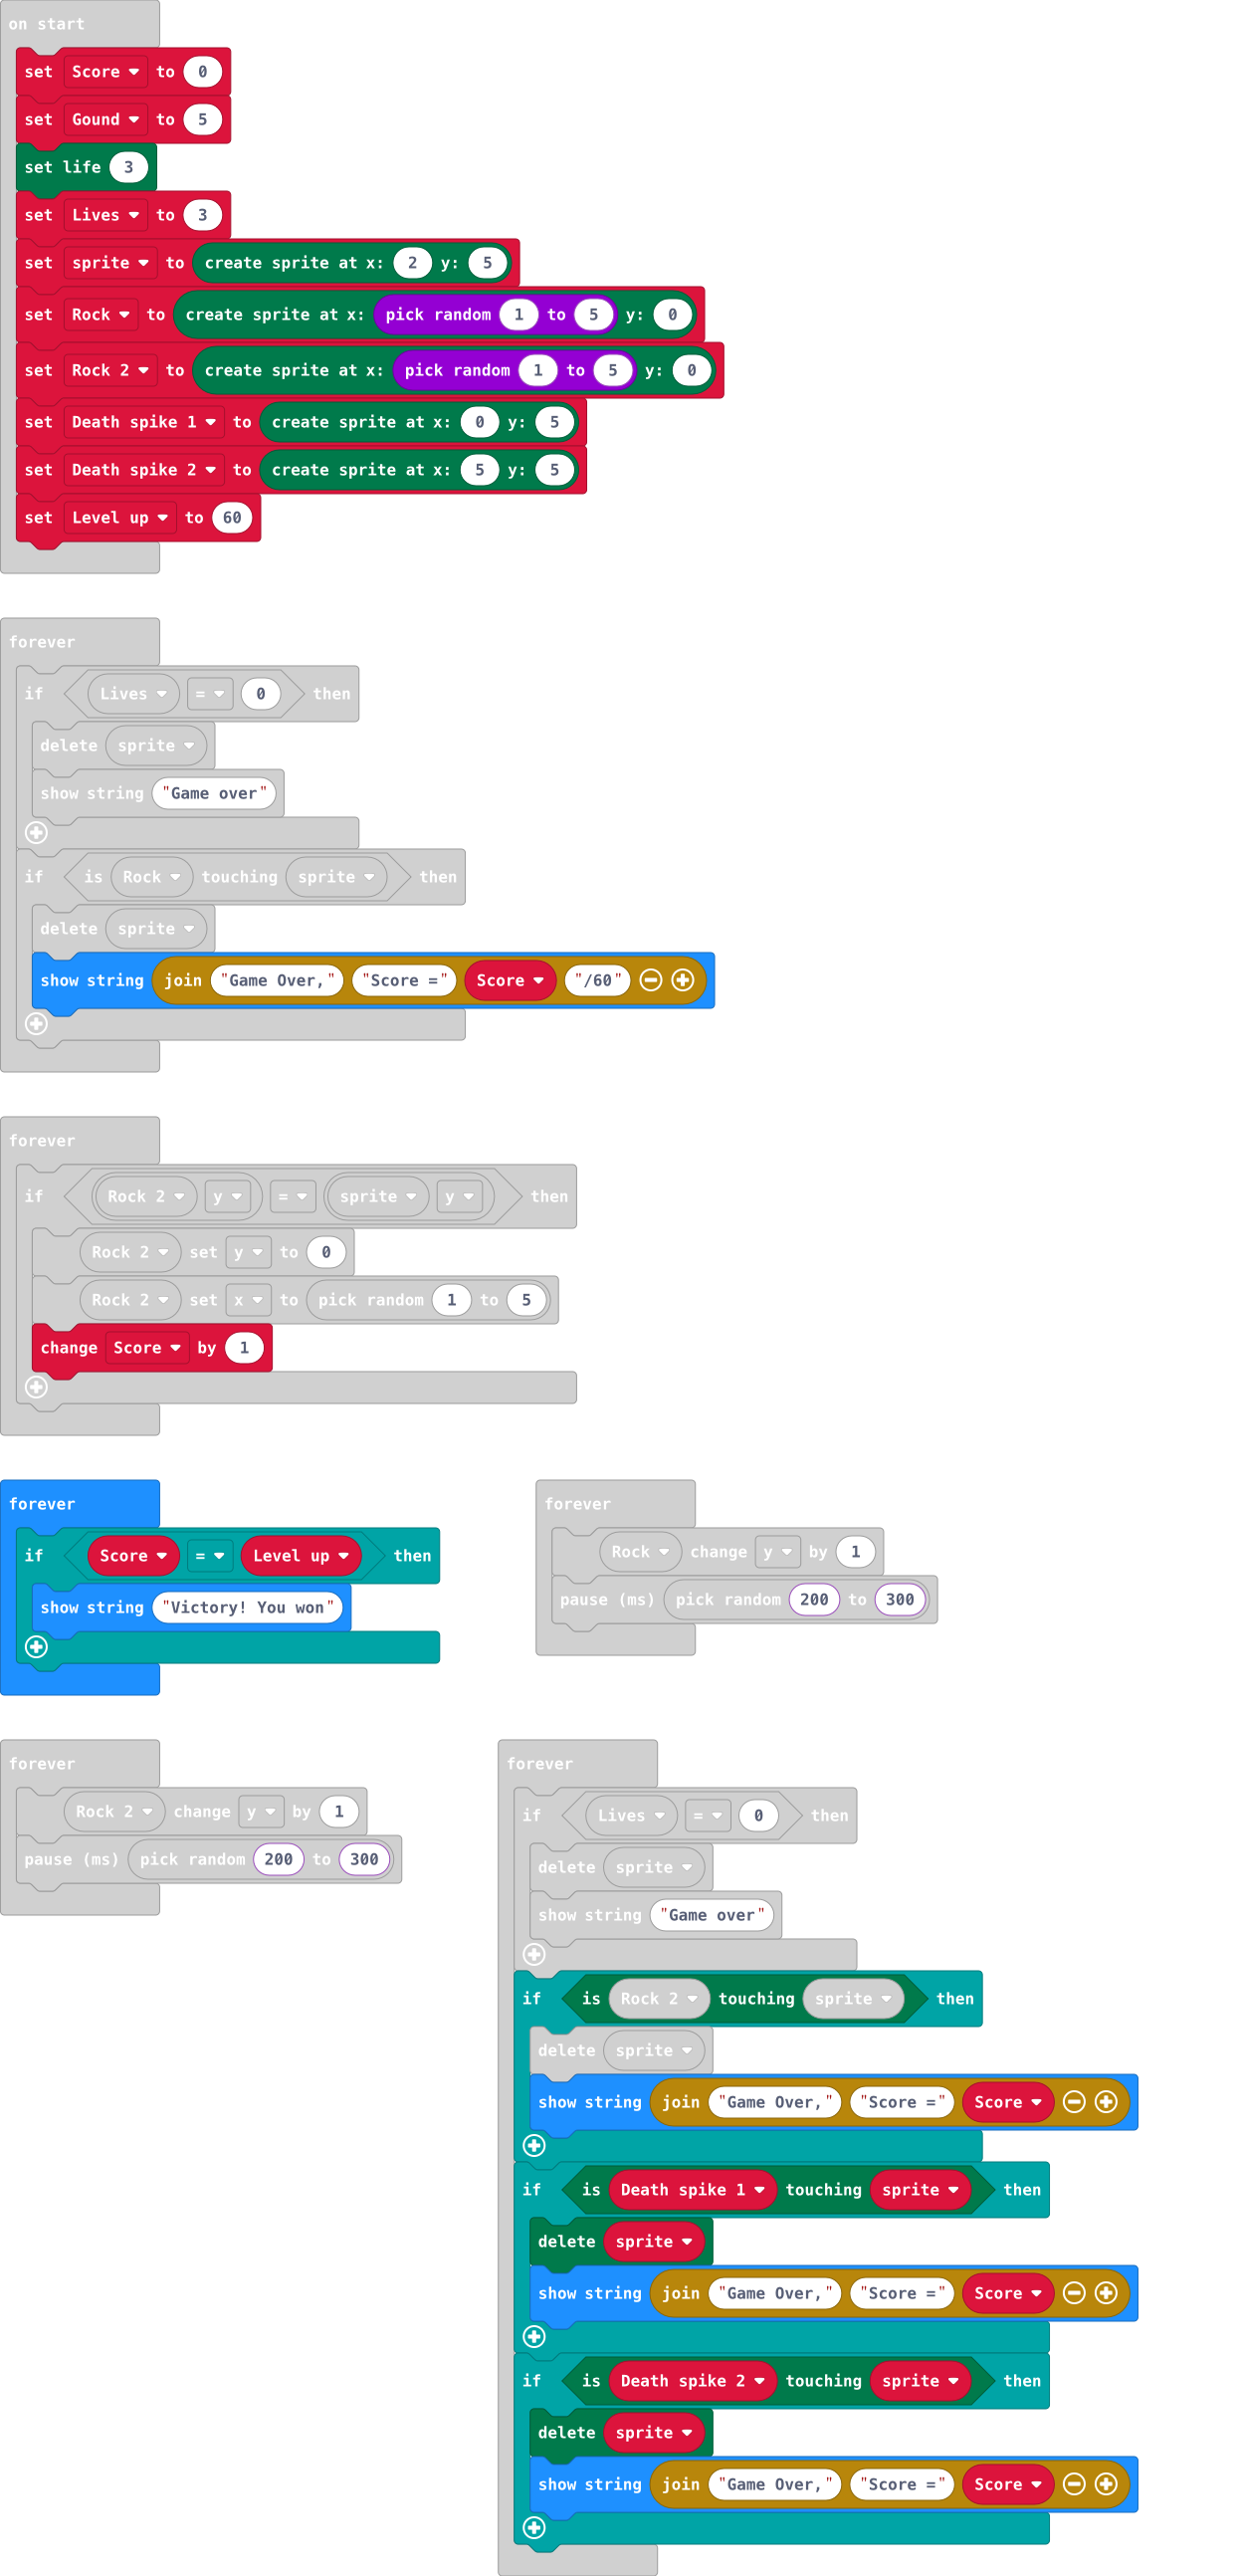 on start
set Score to 0
set Gound to 5
set life 3
set Lives to 3
set sprite to create sprite at x: 2 y: 5
set Rock to create sprite at x: pick random 1 to 5 y: 0
set Rock 2 to create sprite at x: pick random 1 to 5 y: 0
set Death spike 1 to create sprite at x: 0 y: 5
set Death spike 2 to create sprite at x: 5 y: 5
set Level up to 60
forever
if Lives = 0 then
delete sprite
show string "Game over"
if is Rock touching sprite then
delete sprite
show string join "Game Over," "Score =" Score "/60"
forever
if Rock 2 y = sprite y then
Rock 2 set y to 0
Rock 2 set x to pick random 1 to 5
change Score by 1
forever
if Score = Level up then
show string "Victory! You won"
forever
Rock change y by 1
pause (ms) pick random 200 to 300
forever
Rock 2 change y by 1
pause (ms) pick random 200 to 300
forever
if Lives = 0 then
delete sprite
show string "Game over"
if is Rock 2 touching sprite then
delete sprite
show string join "Game Over," "Score =" Score
if is Death spike 1 touching sprite then
delete sprite
show string join "Game Over," "Score =" Score
if is Death spike 2 touching sprite then
delete sprite
show string join "Game Over," "Score =" Score